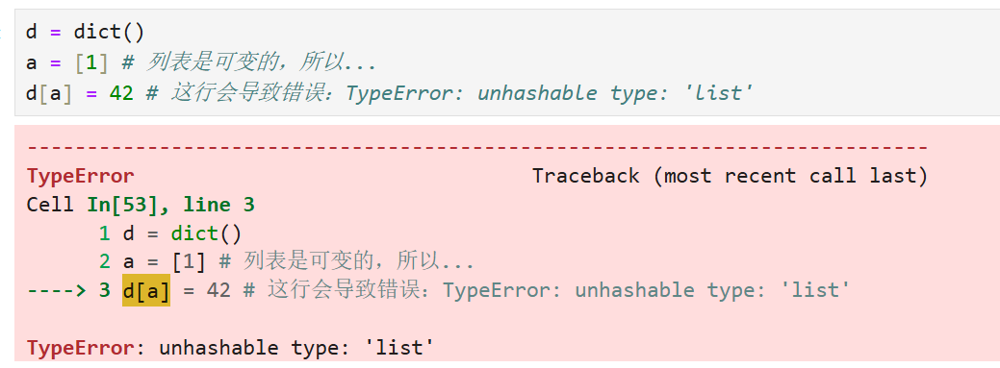 d = dict()
a = [1] # 列表是可变的，所以...
d[a] = 42 # 这行会导致错误：TypeError: unhashable type: 'list'
---------------------------------------------------------------------------
TypeError                                 Traceback (most recent call last)
Cell In[53], line 3
      1 d = dict()
      2 a = [1] # 列表是可变的，所以...
----> 3 d[a] = 42 # 这行会导致错误：TypeError: unhashable type: 'list'
TypeError: unhashable type: 'list'